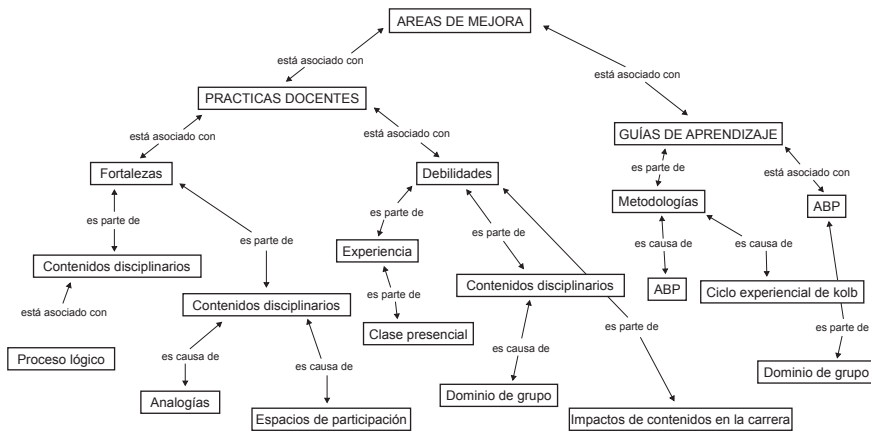 AREAS DE MEJORA
está asociado con
está asociado con
PRACTICAS DOCENTES
está asociado con
está asociado con
GUÍAS DE APRENDIZAJE
es parte de
está asociado con
Fortalezas
Debilidades
Metodologías
ABP
es parte de
es parte de
es parte de
es parte de
es causa de
es causa de
Experiencia
Contenidos disciplinarios
Contenidos disciplinarios
ABP
Ciclo experiencial de kolb
está asociado con
Contenidos disciplinarios
es parte de
es parte de
es parte de
Clase presencial
Proceso lógico
es causa de
es causa de
es causa de
Dominio de grupo
Analogías
Dominio de grupo
Espacios de participación
Impactos de contenidos en la carrera